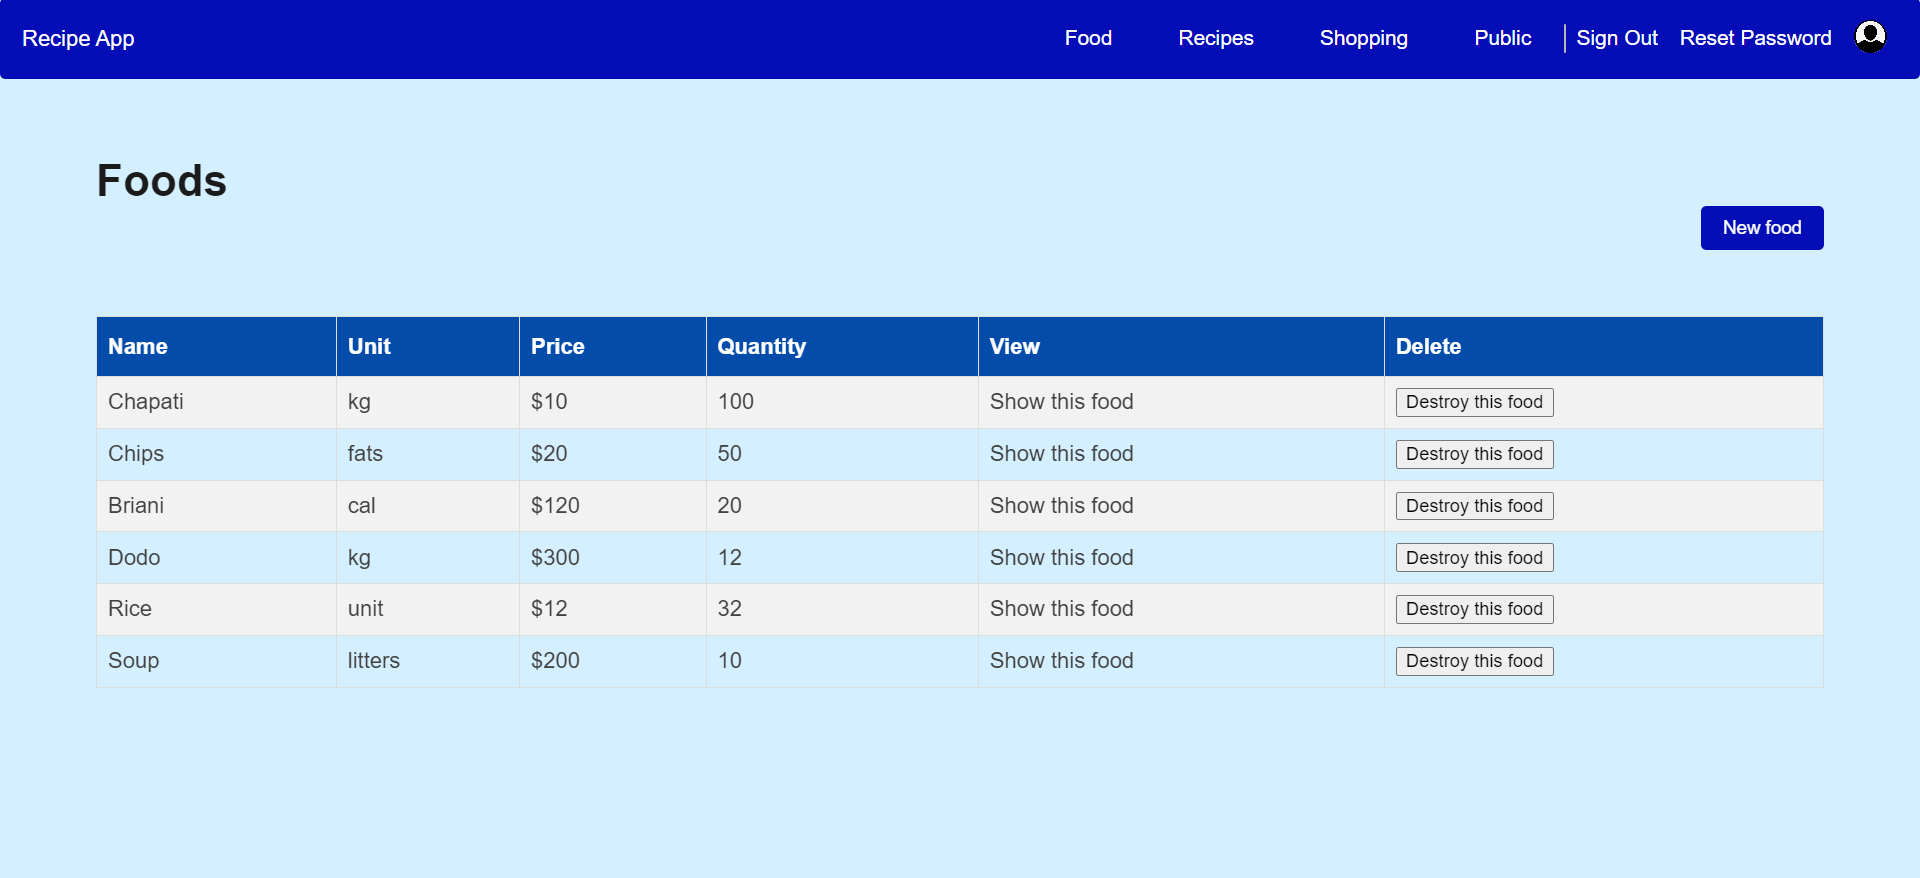 Recipe App Food Recipes Shopping Public Sign Out Reset Password
Foods
New food
Name Unit Price Quantity View Delete
Chapati kg $10 100 Show this food Destroy this food
Chips fats $20 50 Show this food Destroy this food
Briani cal $120 20 Show this food Destroy this food
Dodo kg $300 12 Show this food Destroy this food
Rice unit $12 32 Show this food Destroy this food
Soup litters $200 10 Show this food Destroy this food